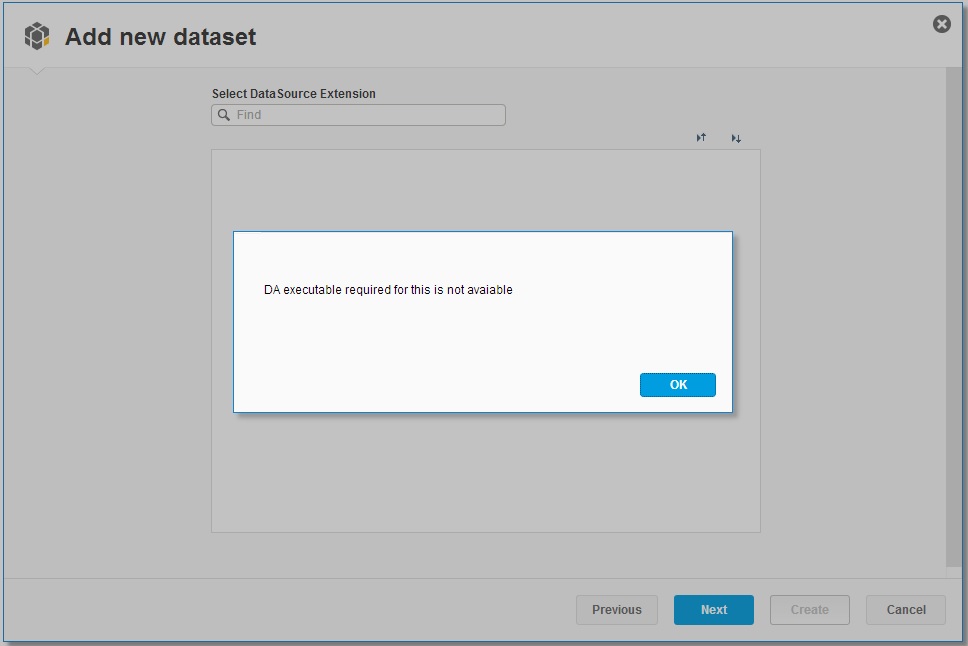 Add new dataset
Select DataSource Extension
Find
DA executable required for this is not avaiable
OK
Previous
Next
Create
Cancel